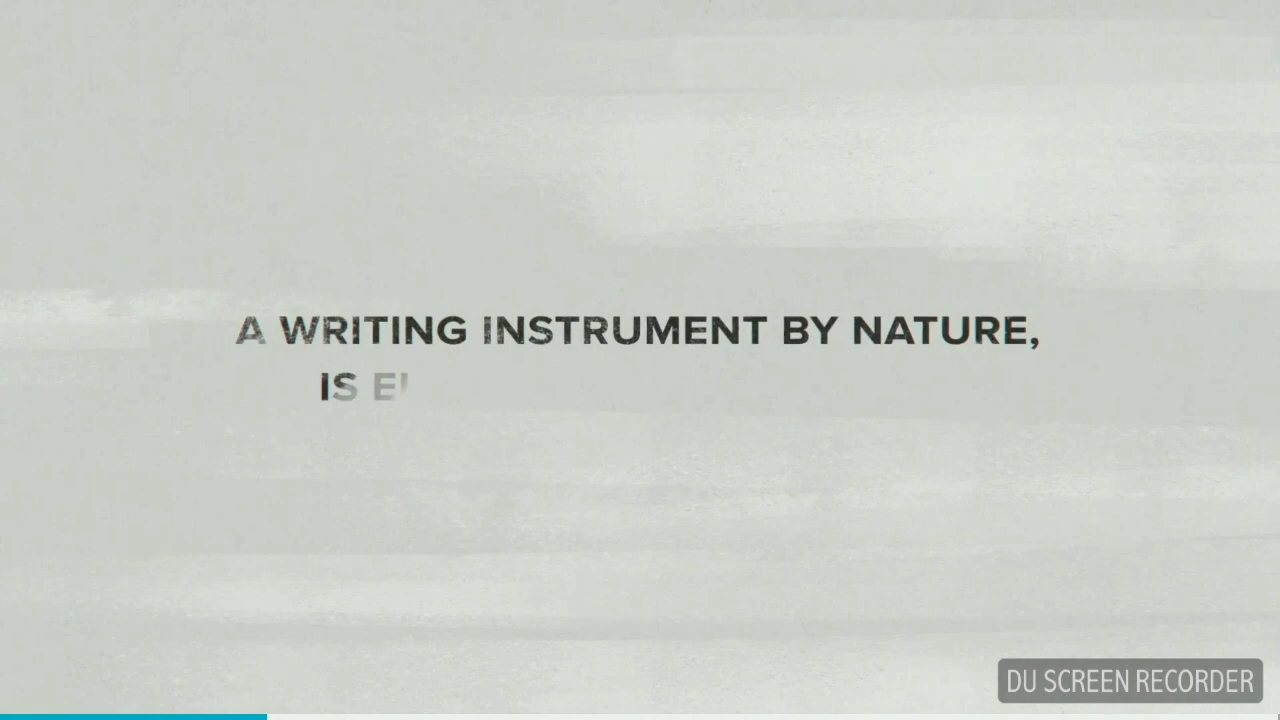 A WRITING INSTRUMENT BY NATURE,
IS
DU SCREEN RECORDER